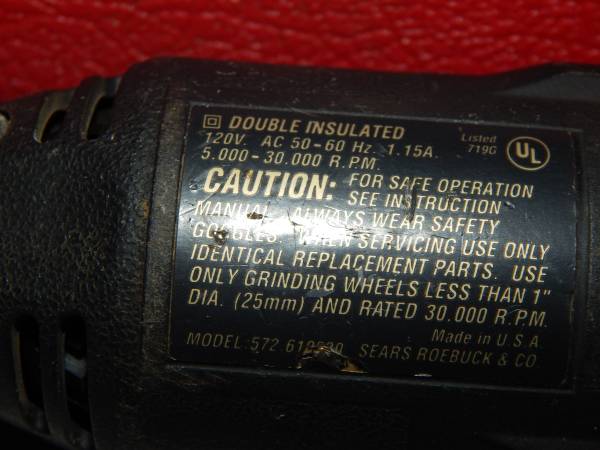 DOUBLE INSULATED
120V. AC 50-60 Hz. 1.15A.
5.000-30.000 R.P.M.
Listed
719G
UL
CAUTION: FOR SAFE OPERATION
SEE INSTRUCTION
MANUAL. ALWAYS WEAR SAFETY
GOGGLES. WHEN SERVICING USE ONLY
IDENTICAL REPLACEMENT PARTS. USE
ONLY GRINDING WHEELS LESS THAN 1"
DIA. (25mm) AND RATED 30.000 R.P.M.
Made in U.S.A.
MODEL: SEARS ROEBUCK & CO